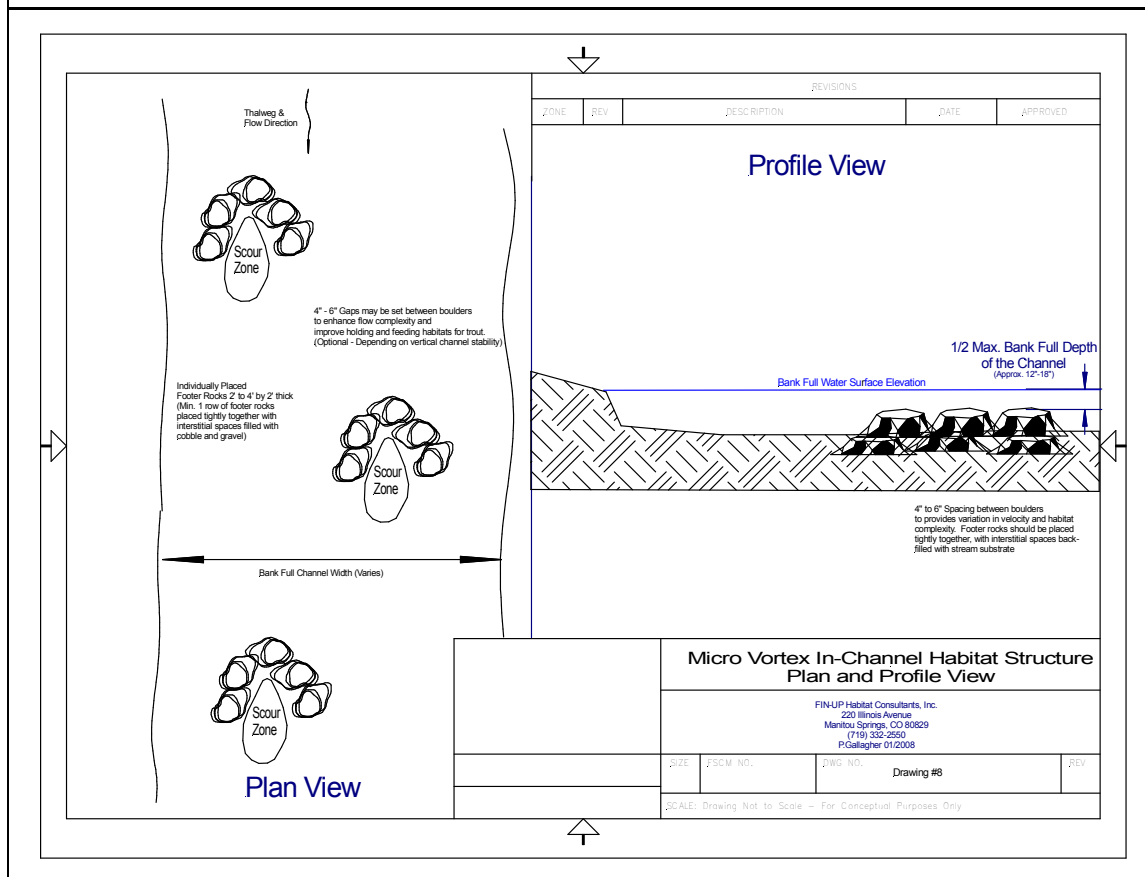 Thalweg &
Flow Direction
Scour
Zone
4" - 6" Gaps may be set between boulders
to enhance flow complexity and
improve holding and feeding habitats for trout.
(Optional - Depending on vertical channel stability)
Individually Placed
Footer Rocks 2' to 4' by 2' thick
(Min. 1 row of footer rocks
placed tightly together with
interstitial spaces filled with
cobble and gravel)
Scour
Zone
Bank Full Channel Width (Varies)
Scour
Zone
Plan View
REVISIONS
ZONE REV DESCRIPTION DATE APPROVED
Profile View
1/2 Max. Bank Full Depth
of the Channel
(Approx. 12"-18")
Bank Full Water Surface Elevation
4" to 6" Spacing between boulders
to provides variation in velocity and habitat
complexity. Footer rocks should be placed
tightly together, with interstitial spaces back-
filled with stream substrate
Micro Vortex In-Channel Habitat Structure
Plan and Profile View
FIN-UP Habitat Consultants, Inc.
220 Illinois Avenue
Manitou Springs, CO 80829
(719) 332-2550
P.Gallagher 01/2008
SIZE FSCM NO. DWG NO. REV
Drawing #8
SCALE: Drawing Not to Scale – For Conceptual Purposes Only